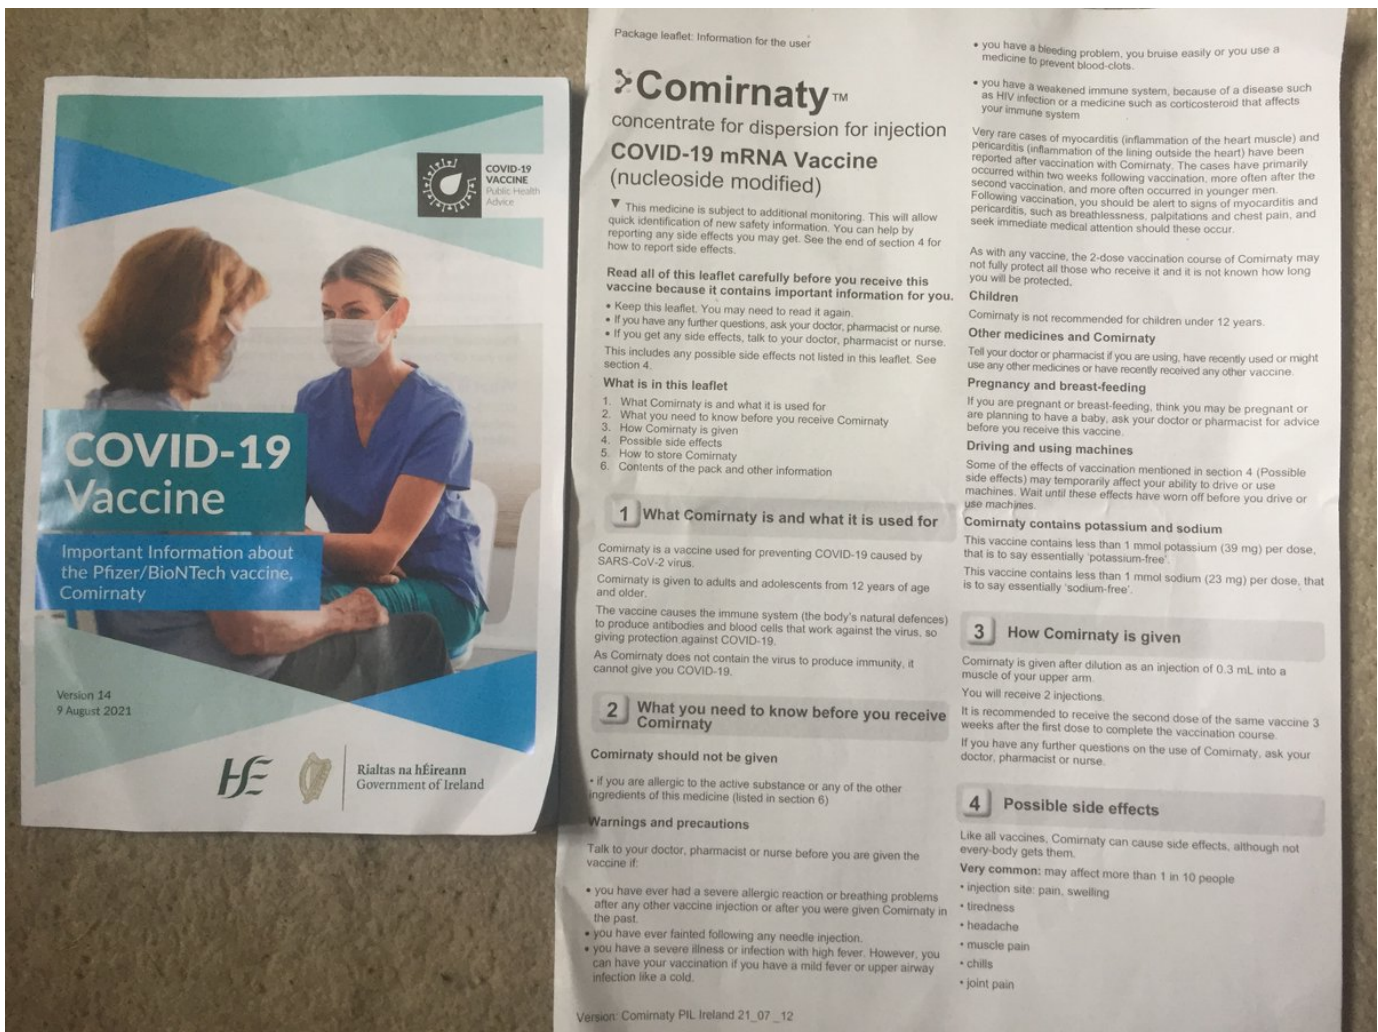 COVID-19
VACCINE
Public Health
Advice
COVID-19
Vaccine
Important Information about
the Pfizer/BioNTech vaccine,
Comirnaty
Version 14
9 August 2021
Rialtas na hÉireann
Government of Ireland
Package leaflet: Information for the user
Comirnaty™
concentrate for dispersion for injection
COVID-19 mRNA Vaccine
(nucleoside modified)
▼ This medicine is subject to additional monitoring. This will allow
quick identification of new safety information. You can help by
reporting any side effects you may get. See the end of section 4 for
how to report side effects.
Read all of this leaflet carefully before you receive this
vaccine because it contains important information for you.
• Keep this leaflet. You may need to read it again.
• If you have any further questions, ask your doctor, pharmacist or nurse.
• If you get any side effects, talk to your doctor, pharmacist or nurse.
This includes any possible side effects not listed in this leaflet. See
section 4.
What is in this leaflet
1. What Comirnaty is and what it is used for
2. What you need to know before you receive Comirnaty
3. How Comirnaty is given
4. Possible side effects
5. How to store Comirnaty
6. Contents of the pack and other information
1 What Comirnaty is and what it is used for
Comirnaty is a vaccine used for preventing COVID-19 caused by
SARS-CoV-2 virus.
Comirnaty is given to adults and adolescents from 12 years of age
and older.
The vaccine causes the immune system (the body's natural defences)
to produce antibodies and blood cells that work against the virus, so
giving protection against COVID-19.
As Comirnaty does not contain the virus to produce immunity, it
cannot give you COVID-19.
2 What you need to know before you receive
Comirnaty
Comirnaty should not be given
• if you are allergic to the active substance or any of the other
ingredients of this medicine (listed in section 6)
Warnings and precautions
Talk to your doctor, pharmacist or nurse before you are given the
vaccine if:
• you have ever had a severe allergic reaction or breathing problems
after any other vaccine injection or after you were given Comirnaty in
the past.
• you have ever fainted following any needle injection.
• you have a severe illness or infection with high fever. However, you
can have your vaccination if you have a mild fever or upper airway
infection like a cold.
Version: Comirnaty PIL Ireland 21_07 _12
• you have a bleeding problem, you bruise easily or you use a
medicine to prevent blood-clots.
• you have a weakened immune system, because of a disease such
as HIV infection or a medicine such as corticosteroid that affects
your immune system
Very rare cases of myocarditis (inflammation of the heart muscle) and
pericarditis (inflammation of the lining outside the heart) have been
reported after vaccination with Comirnaty. The cases have primarily
occurred within two weeks following vaccination, more often after the
second vaccination, and more often occurred in younger men.
Following vaccination, you should be alert to signs of myocarditis and
pericarditis, such as breathlessness, palpitations and chest pain, and
seek immediate medical attention should these occur.
As with any vaccine, the 2-dose vaccination course of Comirnaty may
not fully protect all those who receive it and it is not known how long
you will be protected.
Children
Comirnaty is not recommended for children under 12 years.
Other medicines and Comirnaty
Tell your doctor or pharmacist if you are using, have recently used or might
use any other medicines or have recently received any other vaccine.
Pregnancy and breast-feeding
If you are pregnant or breast-feeding, think you may be pregnant or
are planning to have a baby, ask your doctor or pharmacist for advice
before you receive this vaccine.
Driving and using machines
Some of the effects of vaccination mentioned in section 4 (Possible
side effects) may temporarily affect your ability to drive or use
machines. Wait until these effects have worn off before you drive or
use machines.
Comirnaty contains potassium and sodium
This vaccine contains less than 1 mmol potassium (39 mg) per dose,
that is to say essentially 'potassium-free'.
This vaccine contains less than 1 mmol sodium (23 mg) per dose, that
is to say essentially 'sodium-free'.
3 How Comirnaty is given
Comirnaty is given after dilution as an injection of 0.3 mL into a
muscle of your upper arm.
You will receive 2 injections.
It is recommended to receive the second dose of the same vaccine 3
weeks after the first dose to complete the vaccination course.
If you have any further questions on the use of Comirnaty, ask your
doctor, pharmacist or nurse.
4 Possible side effects
Like all vaccines, Comirnaty can cause side effects, although not
every-body gets them.
Very common: may affect more than 1 in 10 people
• injection site: pain, swelling
• tiredness
• headache
• muscle pain
• chills
• joint pain